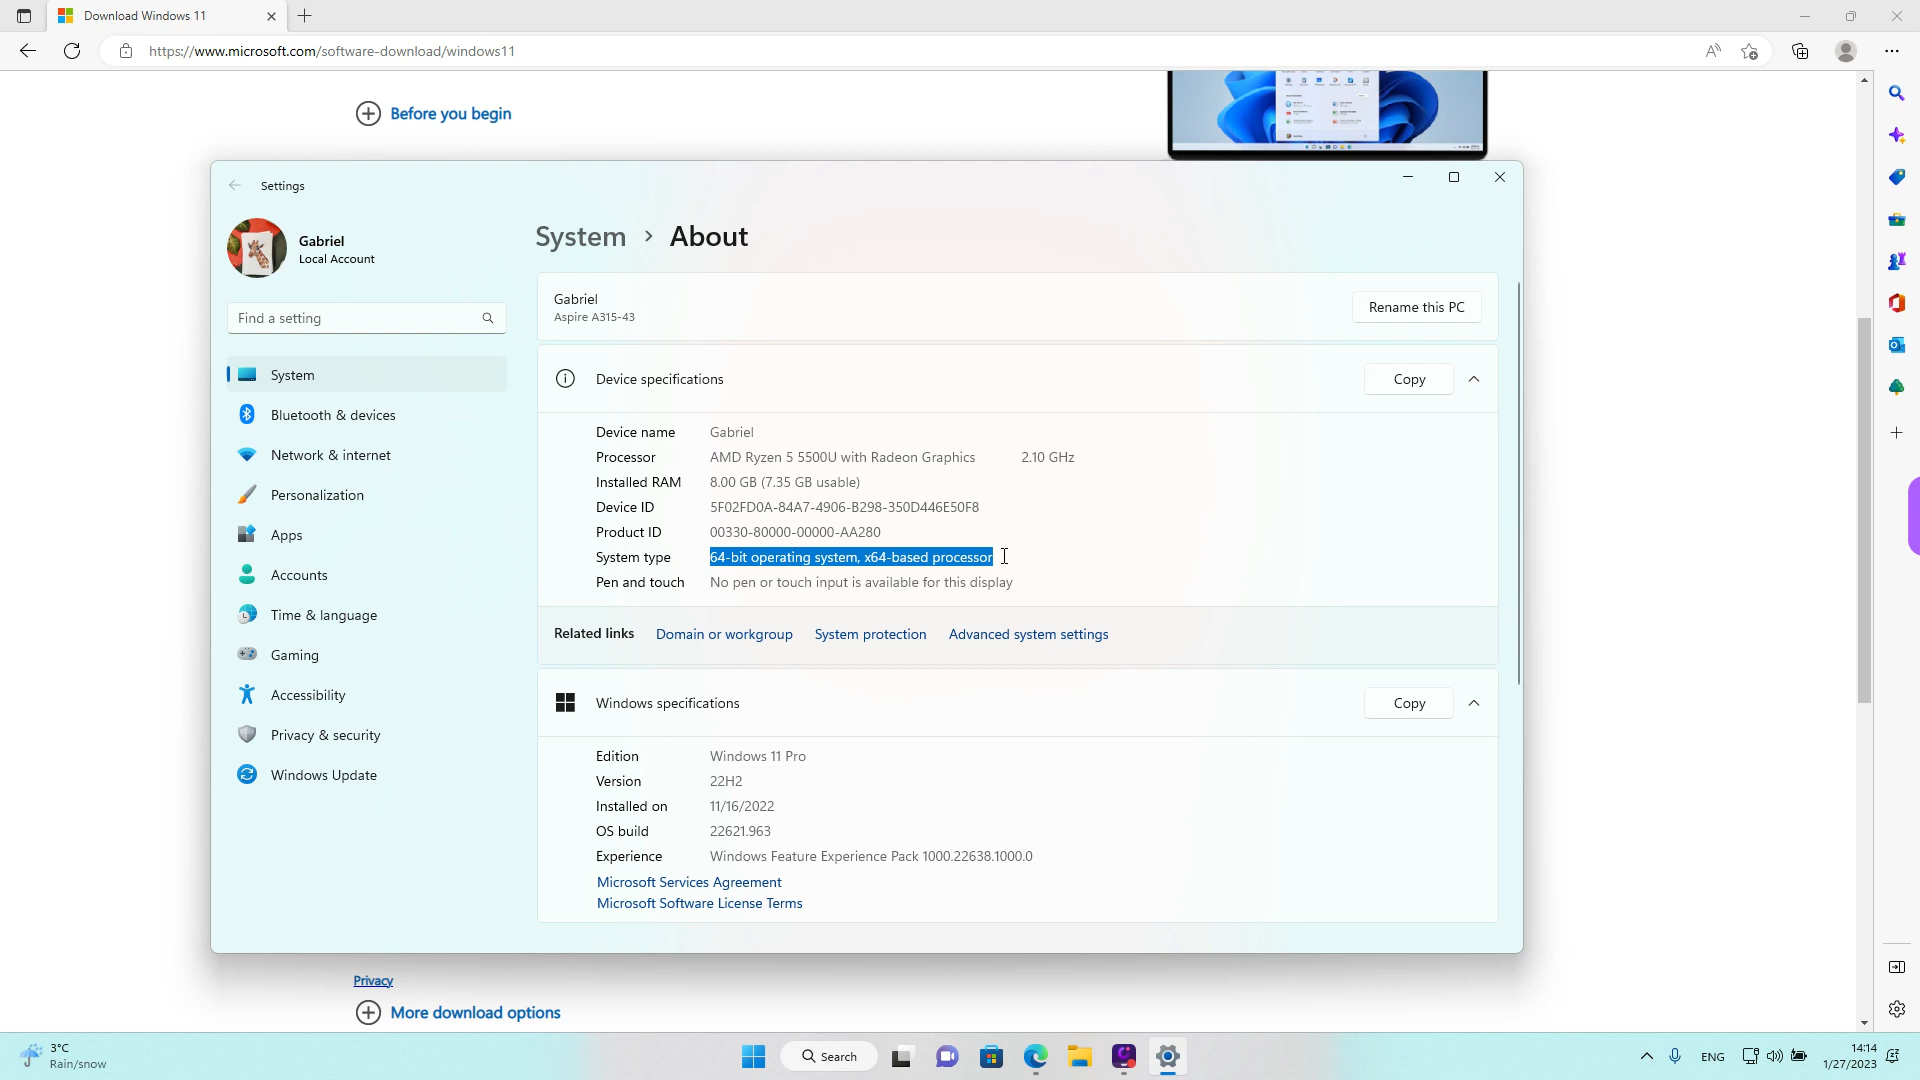 Download Windows 11
https://www.microsoft.com/software-download/windows11
Before you begin
Settings
Gabriel
Local Account
Find a setting
System
Bluetooth & devices
Network & internet
Personalization
Apps
Accounts
Time & language
Gaming
Accessibility
Privacy & security
Windows Update
System > About
Gabriel
Aspire A315-43
Rename this PC
Device specifications
Copy
Device name Gabriel
Processor AMD Ryzen 5 5500U with Radeon Graphics 2.10 GHz
Installed RAM 8.00 GB (7.35 GB usable)
Device ID 5F02FD0A-84A7-4906-B298-350D446E50F8
Product ID 00330-80000-00000-AA280
System type 64-bit operating system, x64-based processor
Pen and touch No pen or touch input is available for this display
Related links Domain or workgroup System protection Advanced system settings
Windows specifications
Copy
Edition Windows 11 Pro
Version 22H2
Installed on 11/16/2022
OS build 22621.963
Experience Windows Feature Experience Pack 1000.22638.1000.0
Microsoft Services Agreement
Microsoft Software License Terms
Privacy
More download options
3°C
Rain/snow
Search
ENG
14:14
1/27/2023